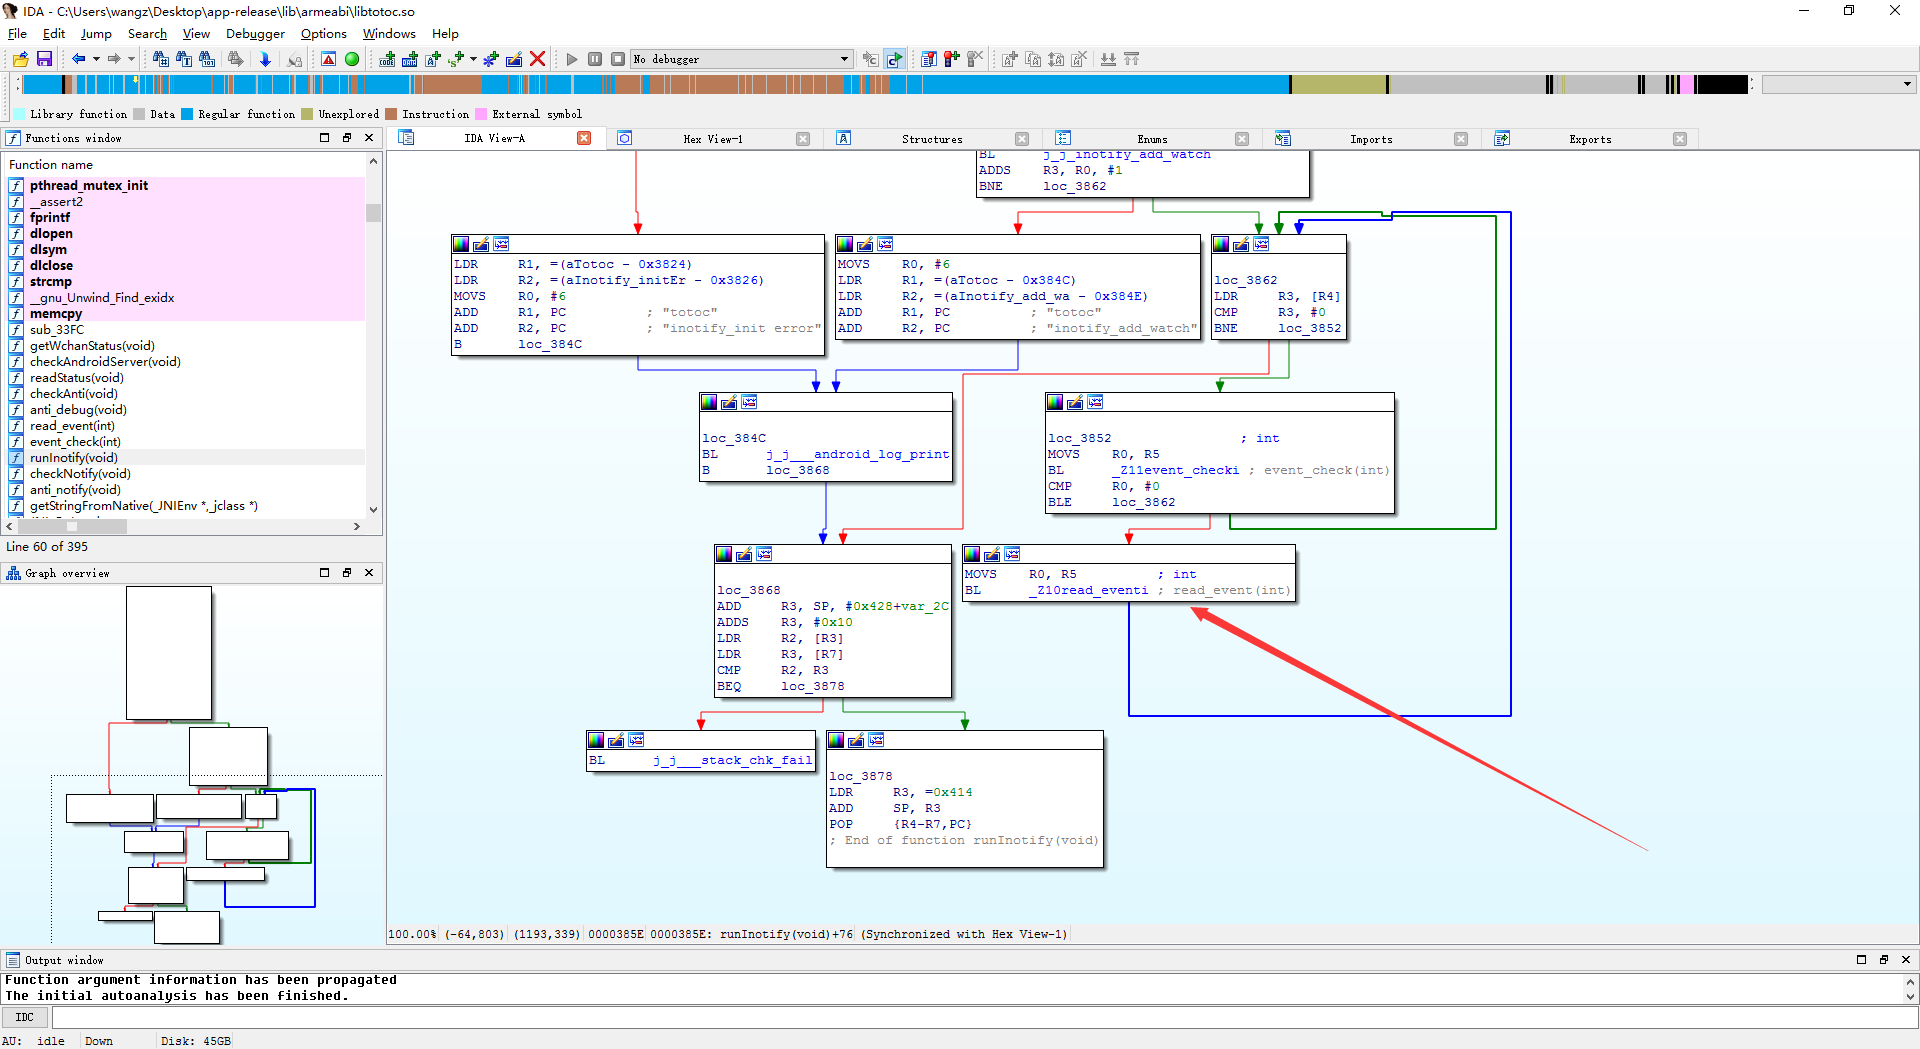 IDA - C:\Users\wangz\Desktop\app-release\lib\armeabi\libtotoc.so
File Edit Jump Search View Debugger Options Windows Help
No debugger
Library function Data Regular function Unexplored Instruction External symbol
Functions window
IDA View-A Hex View-1 Structures Enums Imports Exports
Function name
pthread_mutex_init
__assert2
fprintf
dlopen
dlsym
dlclose
strcmp
__gnu_Unwind_Find_exidx
memcpy
sub_33FC
getWchanStatus(void)
checkAndroidServer(void)
readStatus(void)
checkAnti(void)
anti_debug(void)
read_event(int)
event_check(int)
runInotify(void)
checkNotify(void)
anti_notify(void)
getStringFromNative(_JNIEnv *,_jclass *)
Line 60 of 395
Graph overview
BL j_j_inotify_add_watch
ADDS R3, R0, #1
BNE loc_3862
LDR R1, =(aTotoc - 0x3824)
LDR R2, =(aInotify_initEr - 0x3826)
MOVS R0, #6
ADD R1, PC ; "totoc"
ADD R2, PC ; "inotify_init error"
B loc_384C
MOVS R0, #6
LDR R1, =(aTotoc - 0x384C)
LDR R2, =(aInotify_add_wa - 0x384E)
ADD R1, PC ; "totoc"
ADD R2, PC ; "inotify_add_watch"
loc_3862
LDR R3, [R4]
CMP R3, #0
BNE loc_3852
loc_384C
BL j_j___android_log_print
B loc_3868
loc_3852 ; int
MOVS R0, R5
BL _Z11event_checki ; event_check(int)
CMP R0, #0
BLE loc_3862
loc_3868
ADD R3, SP, #0x428+var_2C
ADDS R3, #0x10
LDR R2, [R3]
LDR R3, [R7]
CMP R2, R3
BEQ loc_3878
MOVS R0, R5 ; int
BL _Z10read_eventi ; read_event(int)
BL j_j___stack_chk_fail
loc_3878
LDR R3, =0x414
ADD SP, R3
POP {R4-R7,PC}
; End of function runInotify(void)
100.00% (-64,803) (1193,339) 0000385E 0000385E: runInotify(void)+76 (Synchronized with Hex View-1)
Output window
Function argument information has been propagated
The initial autoanalysis has been finished.
IDC
AU: idle Down Disk: 45GB